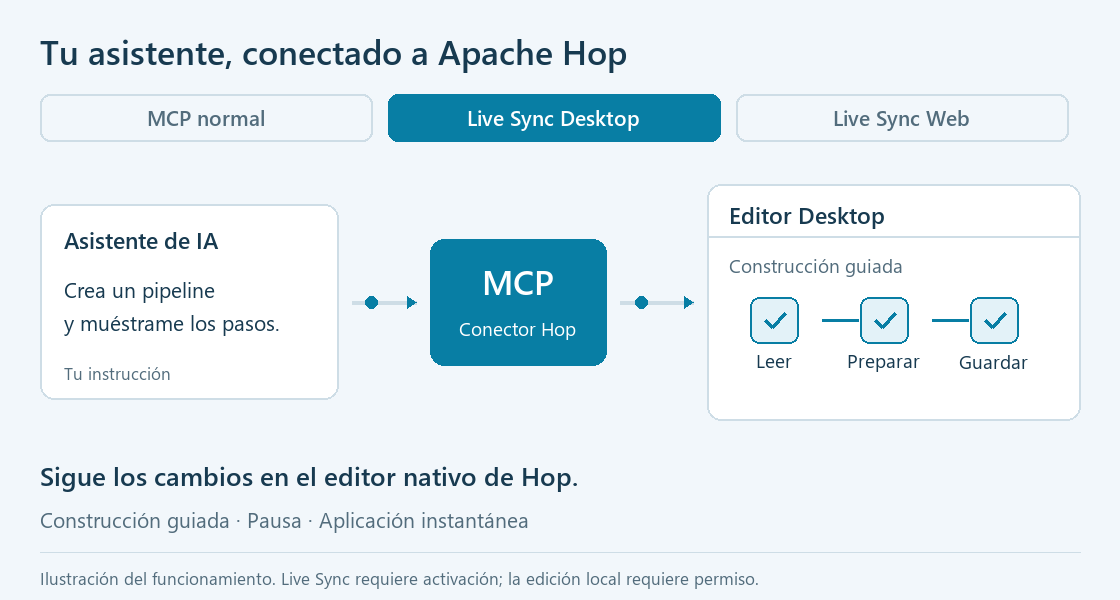 Tu asistente, conectado a Apache Hop
MCP normal
Live Sync Desktop
Live Sync Web
Asistente de IA
Crea un pipeline
y muéstrame los pasos.
Tu instrucción
MCP
Conector Hop
Editor Desktop
Construcción guiada
Leer
Preparar
Guardar
Sigue los cambios en el editor nativo de Hop.
Construcción guiada · Pausa · Aplicación instantánea
Ilustración del funcionamiento. Live Sync requiere activación; la edición local requiere permiso.